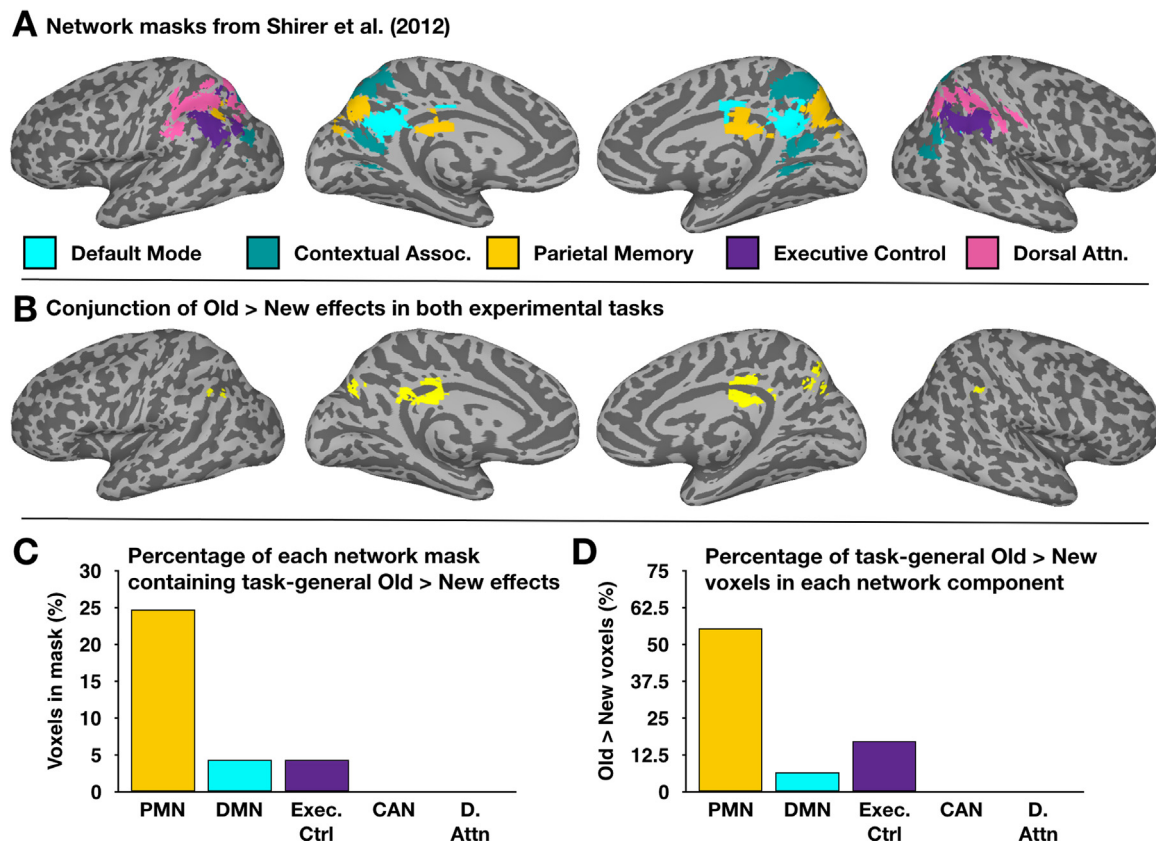 A Network masks from Shirer et al. (2012)
Default Mode
Contextual Assoc.
Parietal Memory
Executive Control
Dorsal Attn.
B Conjunction of Old > New effects in both experimental tasks
C Percentage of each network mask
containing task-general Old > New effects
Voxels in mask (%)
30
25
20
15
10
5
0
PMN
DMN
Exec.
Ctrl
CAN
D.
Attn
D Percentage of task-general Old > New
voxels in each network component
Old > New voxels (%)
75
62.5
50
37.5
25
12.5
0
PMN
DMN
Exec.
Ctrl
CAN
D.
Attn